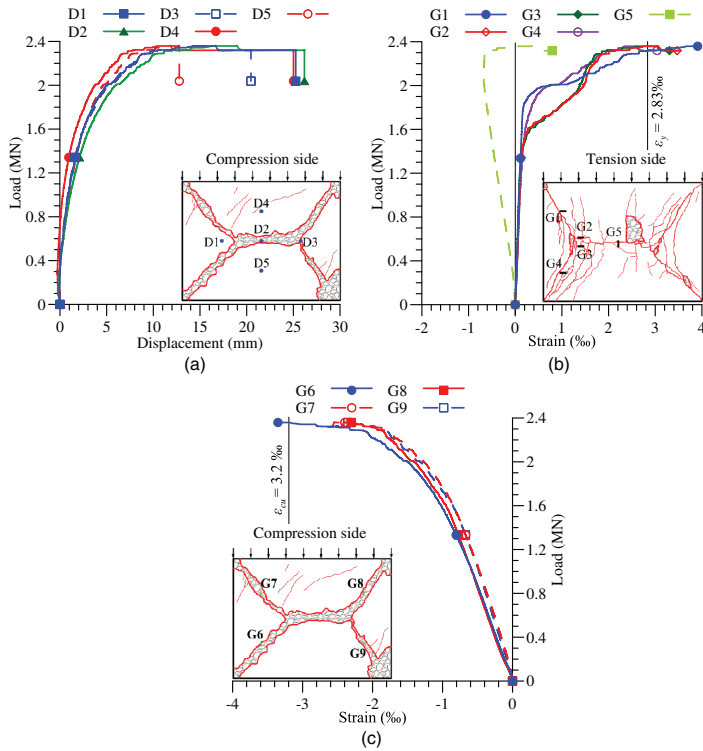 D1 D3 D5
D2 D4
2.4
2
1.6
1.2
0.8
0.4
0
Load (MN)
Compression side
D4
D2
D1
D3
D5
0 5 10 15 20 25 30
Displacement (mm)
(a)
G1 G3 G5
G2 G4
2.4
2
1.6
1.2
0.8
0.4
0
Load (MN)
εy = 2.83‰
Tension side
G1
G2
G5
G3
G4
-2 -1 0 1 2 3 4
Strain (‰)
(b)
G6 G8
G7 G9
2.4
2
1.6
1.2
0.8
0.4
0
Load (MN)
εcu = 3.2 ‰
Compression side
G7
G8
G6
G9
-4 -3 -2 -1 0
Strain (‰)
(c)